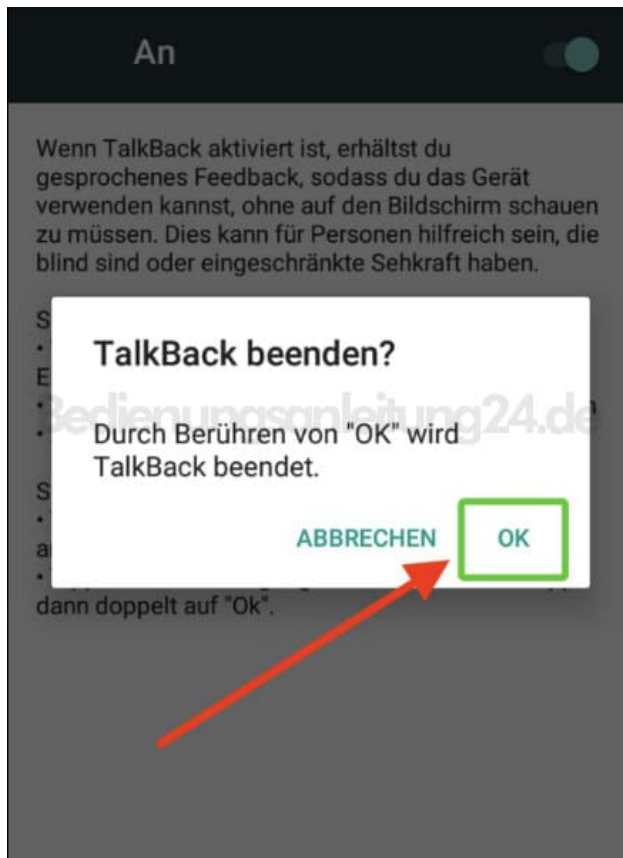 An
Wenn TalkBack aktiviert ist, erhältst du
gesprochenes Feedback, sodass du das Gerät
verwenden kannst, ohne auf den Bildschirm schauen
zu müssen. Dies kann für Personen hilfreich sein, die
blind sind oder eingeschränkte Sehkraft haben.
TalkBack beenden?
Bedienungsanleitung24.de
Durch Berühren von "OK" wird
TalkBack beendet.
ABBRECHEN OK
dann doppelt auf "Ok".